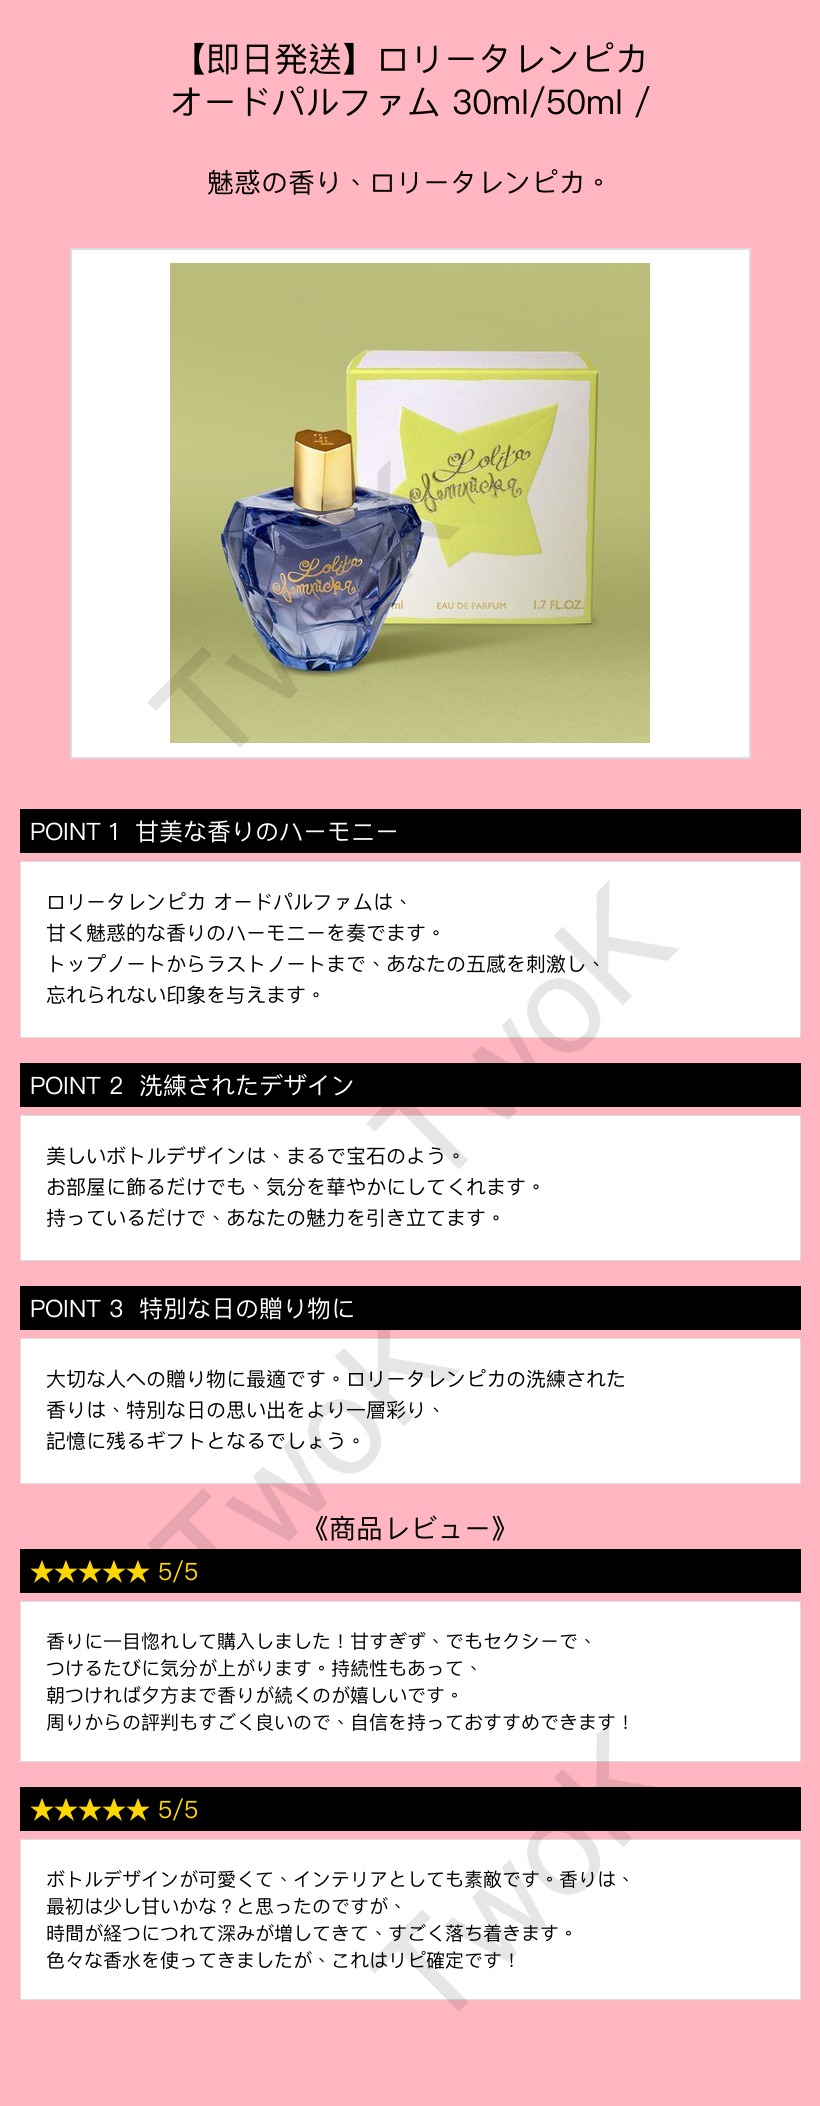 【即日発送】ロリータレンピカ
オードパルファム 30ml/50ml /
魅惑の香り、ロリータレンピカ。
Lolita
Lempicka
Lolita
Lempicka
ml EAU DE PARFUM 1.7 FL.OZ.
TwoK
POINT 1 甘美な香りのハーモニー
ロリータレンピカ オードパルファムは、
甘く魅惑的な香りのハーモニーを奏でます。
トップノートからラストノートまで、あなたの五感を刺激し、
忘れられない印象を与えます。
TwoK
POINT 2 洗練されたデザイン
美しいボトルデザインは、まるで宝石のよう。
お部屋に飾るだけでも、気分を華やかにしてくれます。
持っているだけで、あなたの魅力を引き立てます。
POINT 3 特別な日の贈り物に
大切な人への贈り物に最適です。ロリータレンピカの洗練された
香りは、特別な日の思い出をより一層彩り、
記憶に残るギフトとなるでしょう。
TwoK
《商品レビュー》
★★★★★ 5/5
香りに一目惚れして購入しました！甘すぎず、でもセクシーで、
つけるたびに気分が上がります。持続性もあって、
朝つければ夕方まで香りが続くのが嬉しいです。
周りからの評判もすごく良いので、自信を持っておすすめできます！
★★★★★ 5/5
ボトルデザインが可愛くて、インテリアとしても素敵です。香りは、
最初は少し甘いかな？と思ったのですが、
時間が経つにつれて深みが増してきて、すごく落ち着きます。
色々な香水を使ってきましたが、これはリピ確定です！
TwoK